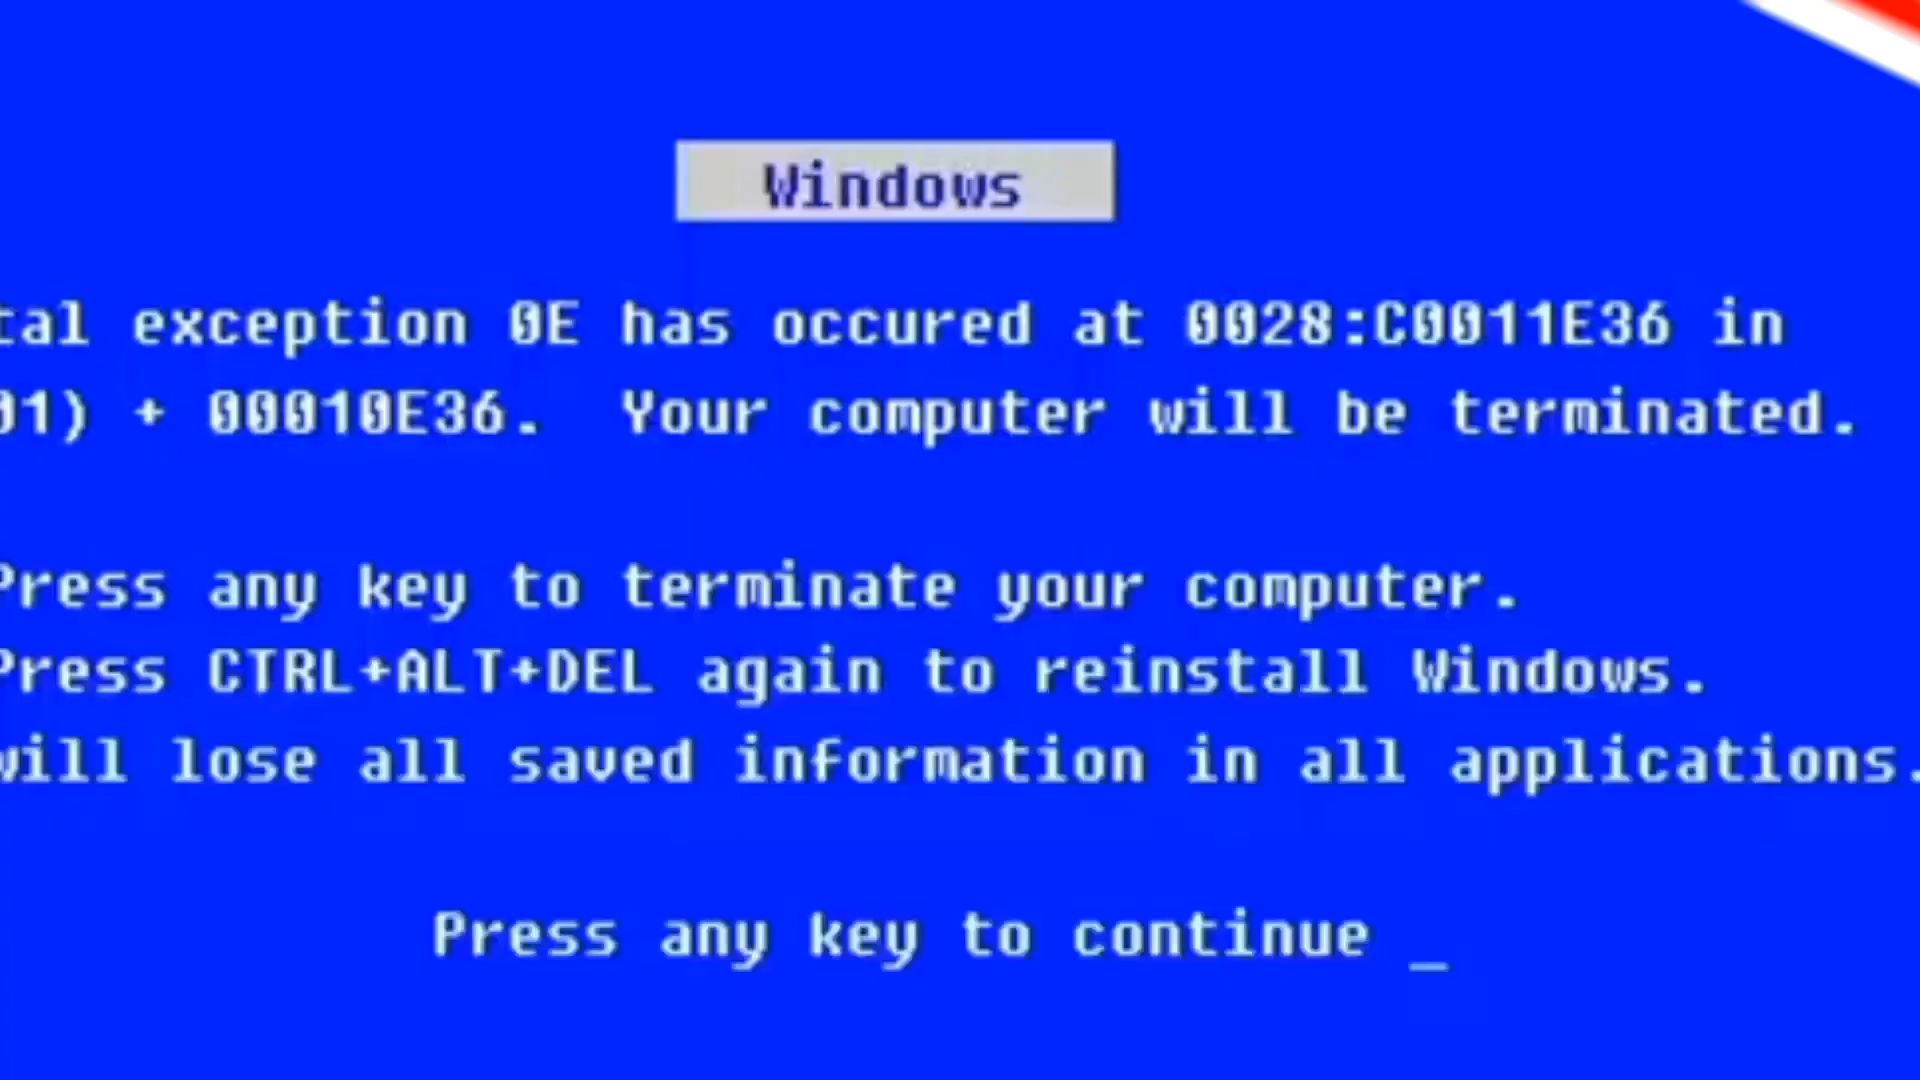 Windows
tal exception 0E has occured at 0028:C0011E36 in
01) + 00010E36.  Your computer will be terminated.
Press any key to terminate your computer.
Press CTRL+ALT+DEL again to reinstall Windows.
will lose all saved information in all applications.
Press any key to continue _